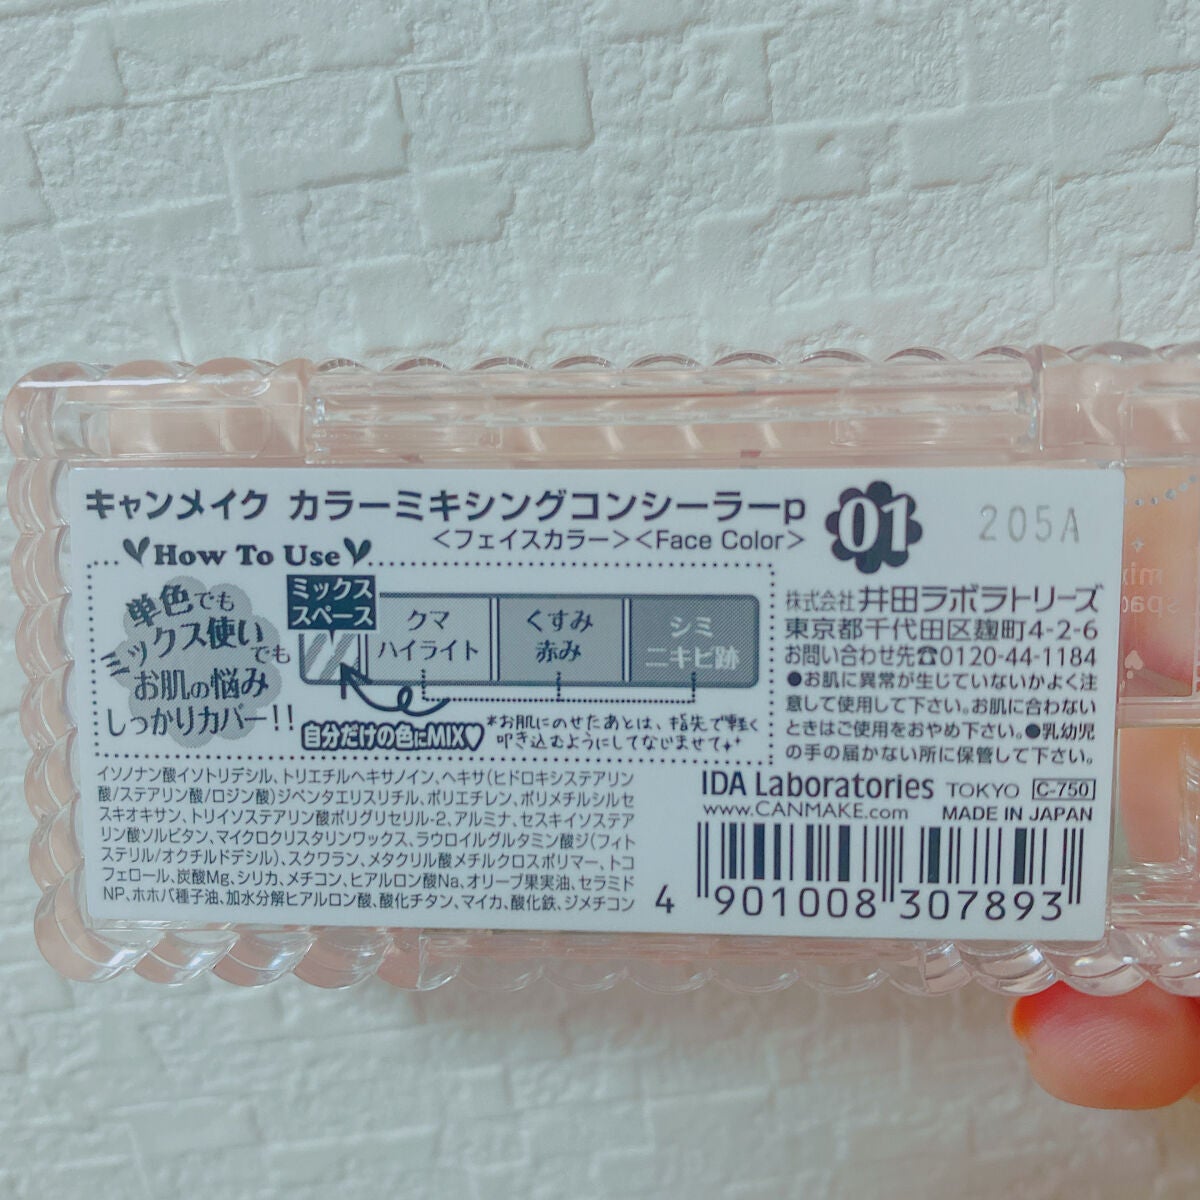 キャンメイク カラーミキシングコンシーラーp
<フェイスカラー><Face Color>
01
205A
How To Use
単色でも
ミックス使いでも
お肌の悩み
しっかりカバー!!
ミックス
スペース
クマ
ハイライト
くすみ
赤み
シミ
ニキビ跡
自分だけの色にMIX♥
*お肌にのせたあとは、指先で軽く
叩き込むようにしてなじませて
株式会社 井田ラボラトリーズ
東京都千代田区麹町4-2-6
お問い合わせ先☎0120-44-1184
●お肌に異常が生じていないかよく注
意して使用して下さい。お肌に合わない
ときはご使用をおやめ下さい。●乳幼児
の手の届かない所に保管して下さい。
イソノナン酸イソトリデシル、トリエチルヘキサノイン、ヘキサ(ヒドロキシステアリン
酸/ステアリン酸/ロジン酸)ジペンタエリスリチル、ポリエチレン、ポリメチルシルセ
スキオキサン、トリイソステアリン酸ポリグリセリル-2、アルミナ、セスキイソステア
リン酸ソルビタン、マイクロクリスタリンワックス、ラウロイルグルタミン酸ジ(フィト
ステリル/オクチルドデシル)、スクワラン、メタクリル酸メチルクロスポリマー、トコ
フェロール、炭酸Mg、シリカ、メチコン、ヒアルロン酸Na、オリーブ果実油、セラミド
NP、ホホバ種子油、加水分解ヒアルロン酸、酸化チタン、マイカ、酸化鉄、ジメチコン
IDA Laboratories TOKYO C-750
www.CANMAKE.com MADE IN JAPAN
4 901008 307893